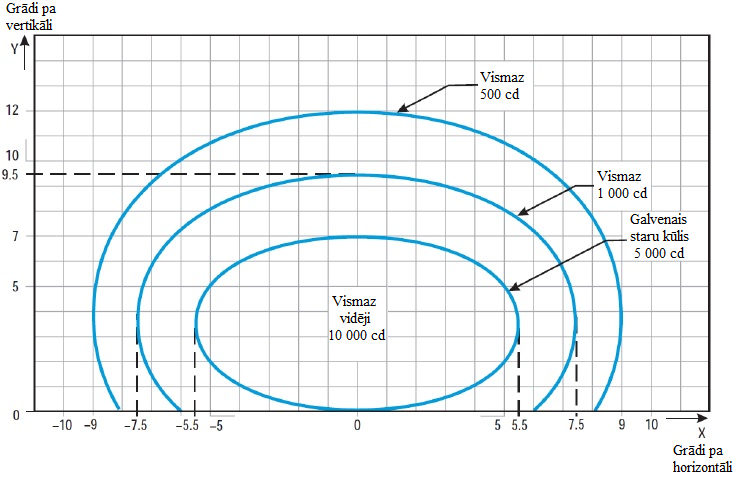 Grādi pa
vertikāli
Y
Vismaz
500 cd
12
10
9.5
Vismaz
1 000 cd
Galvenais
staru kūlis
5 000 cd
7
5
Vismaz
vidēji
10 000 cd
0
–10 –9 –7.5 –5.5 –5 0 5 5.5 7.5 9 10 X
Grādi pa
horizontāli